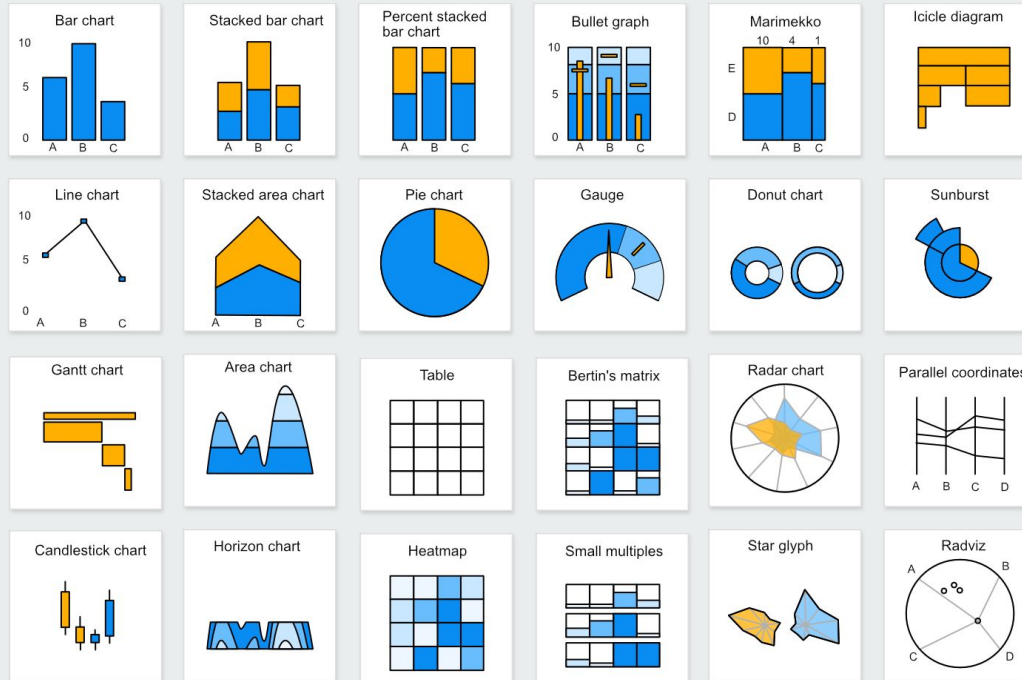 Bar chart
10
5
0
A B C
Stacked bar chart
A B C
Percent stacked
bar chart
A B C
Bullet graph
10
5
0
A B C
Marimekko
10 4 1
E
D
A B C
Icicle diagram
Line chart
10
5
0
A B C
Stacked area chart
A B C
Pie chart
Gauge
Donut chart
Sunburst
Gantt chart
Area chart
Table
Bertin's matrix
Radar chart
Parallel coordinates
A B C D
Candlestick chart
Horizon chart
Heatmap
Small multiples
Star glyph
Radviz
A B
C D